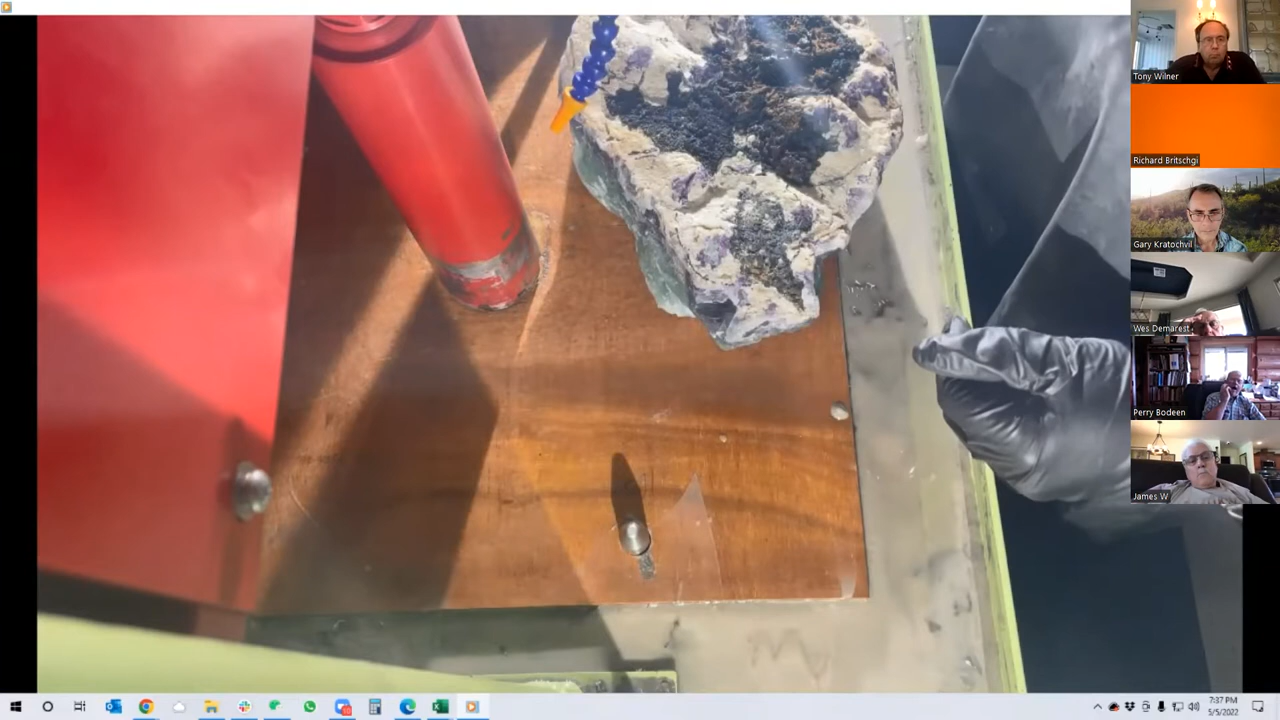 Tony Wilner
Richard Britschgi
Gary Kratochvil
Wes Demarest
Perry Bodeen
James W
7:37 PM
5/5/2022